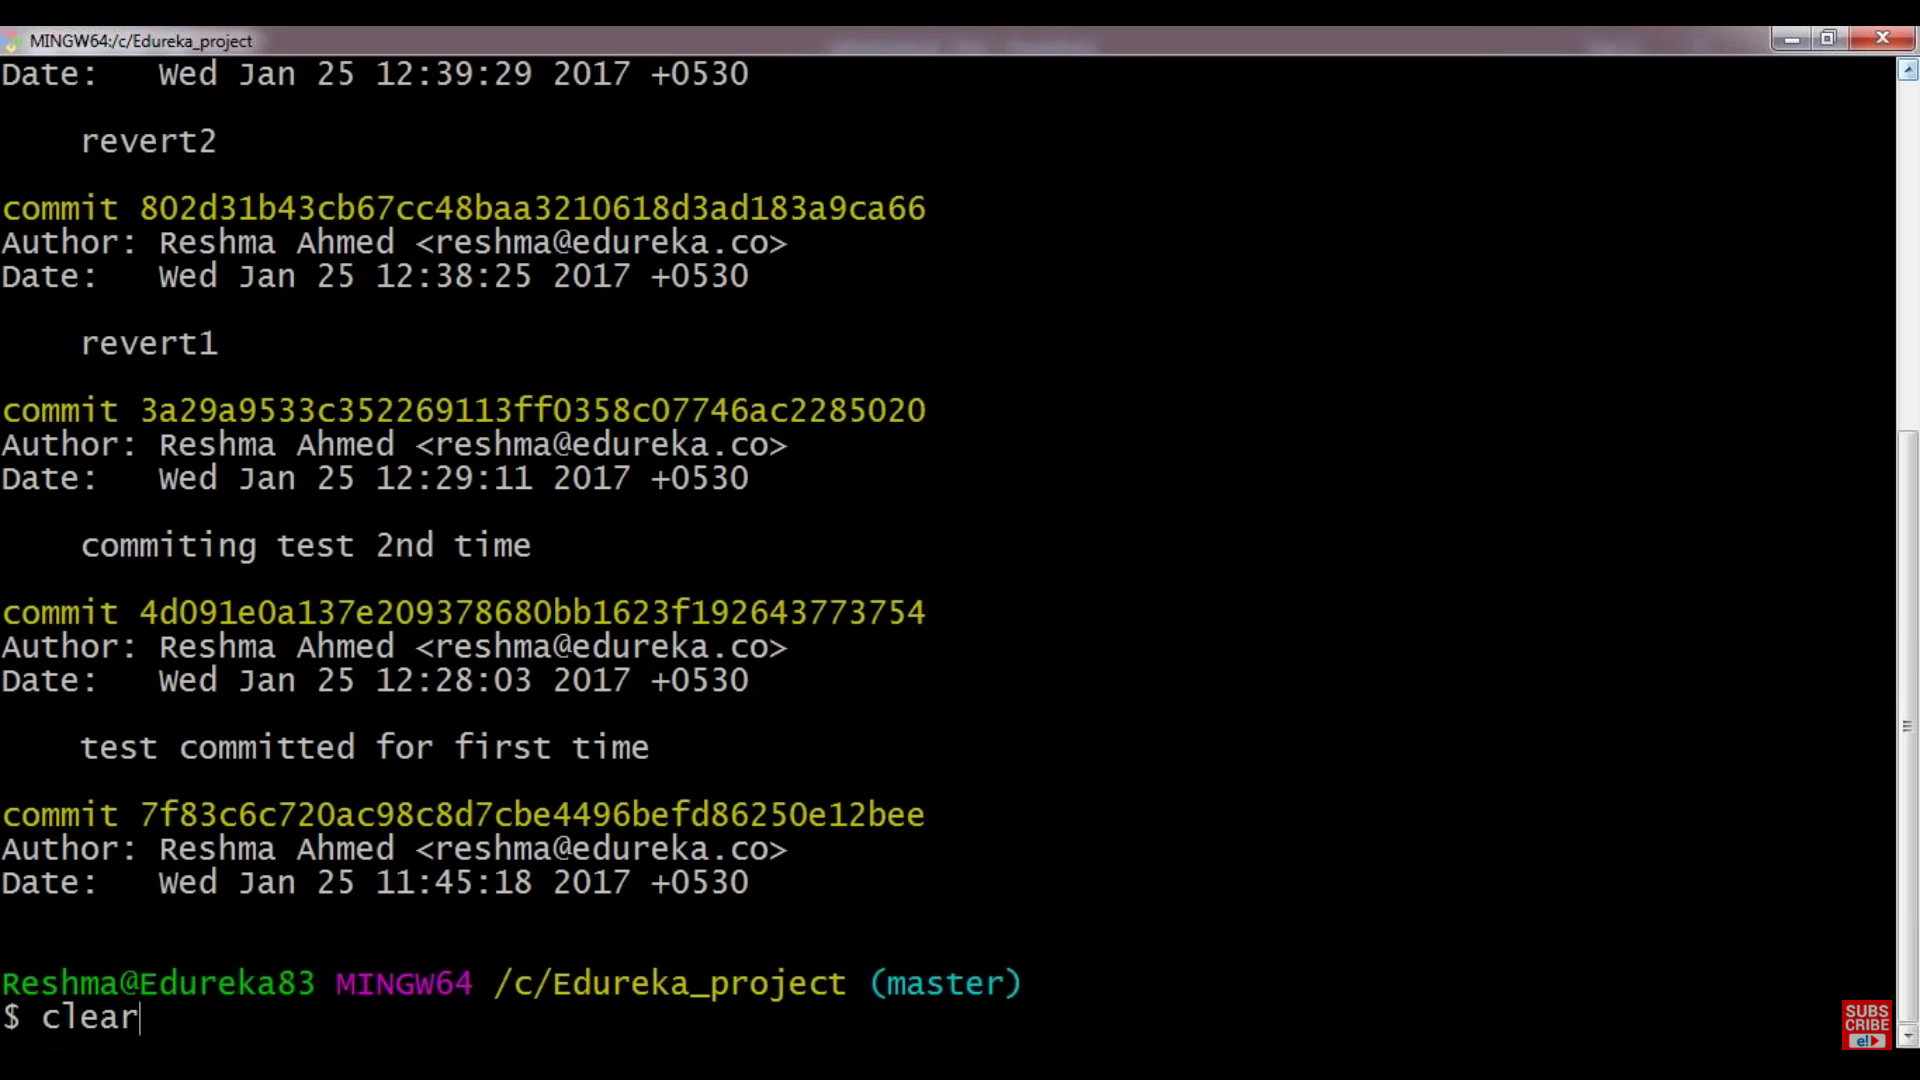 MINGW64:/c/Edureka_project
Date:   Wed Jan 25 12:39:29 2017 +0530
revert2
commit 802d31b43cb67cc48baa3210618d3ad183a9ca66
Author: Reshma Ahmed <reshma@edureka.co>
Date:   Wed Jan 25 12:38:25 2017 +0530
revert1
commit 3a29a9533c352269113ff0358c07746ac2285020
Author: Reshma Ahmed <reshma@edureka.co>
Date:   Wed Jan 25 12:29:11 2017 +0530
commiting test 2nd time
commit 4d091e0a137e209378680bb1623f192643773754
Author: Reshma Ahmed <reshma@edureka.co>
Date:   Wed Jan 25 12:28:03 2017 +0530
test committed for first time
commit 7f83c6c720ac98c8d7cbe4496befd86250e12bee
Author: Reshma Ahmed <reshma@edureka.co>
Date:   Wed Jan 25 11:45:18 2017 +0530
Reshma@Edureka83 MINGW64 /c/Edureka_project (master)
$ clear
SUBS
CRIBE
e!